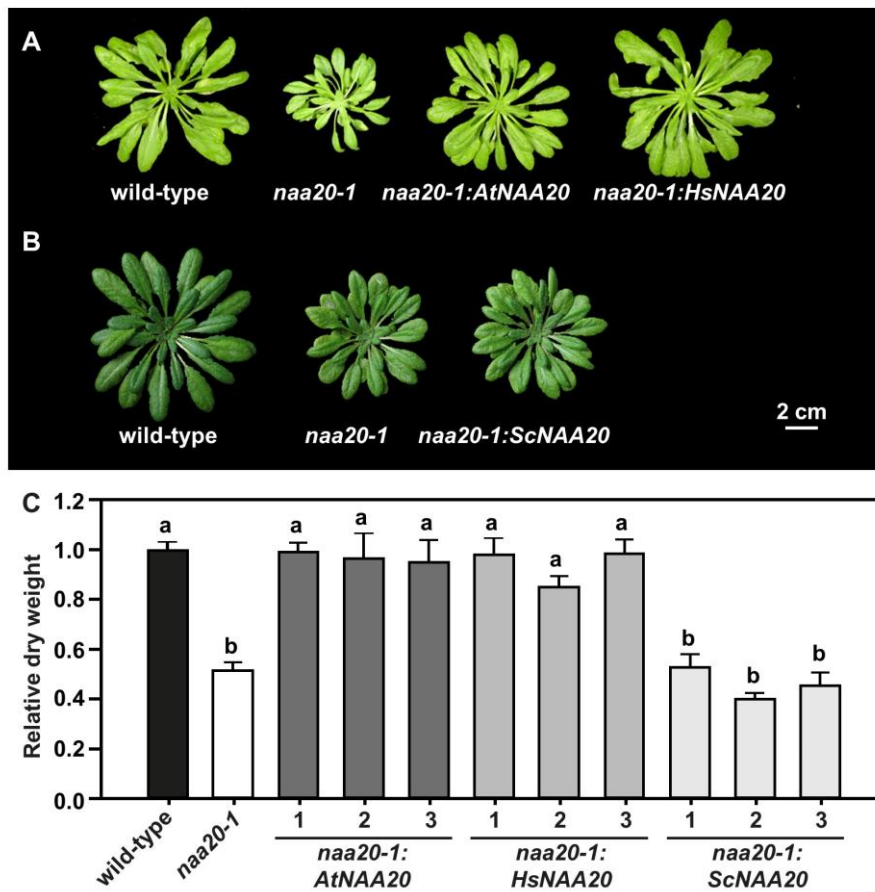 A
wild-type naa20-1 naa20-1:AtNAA20 naa20-1:HsNAA20
B
wild-type naa20-1 naa20-1:ScNAA20
2 cm
C
Relative dry weight
1.2
1.0
0.8
0.6
0.4
0.2
0.0
a b a a a a a a b b b
wild-type naa20-1 1 2 3 1 2 3 1 2 3
naa20-1: naa20-1: naa20-1:
AtNAA20 HsNAA20 ScNAA20